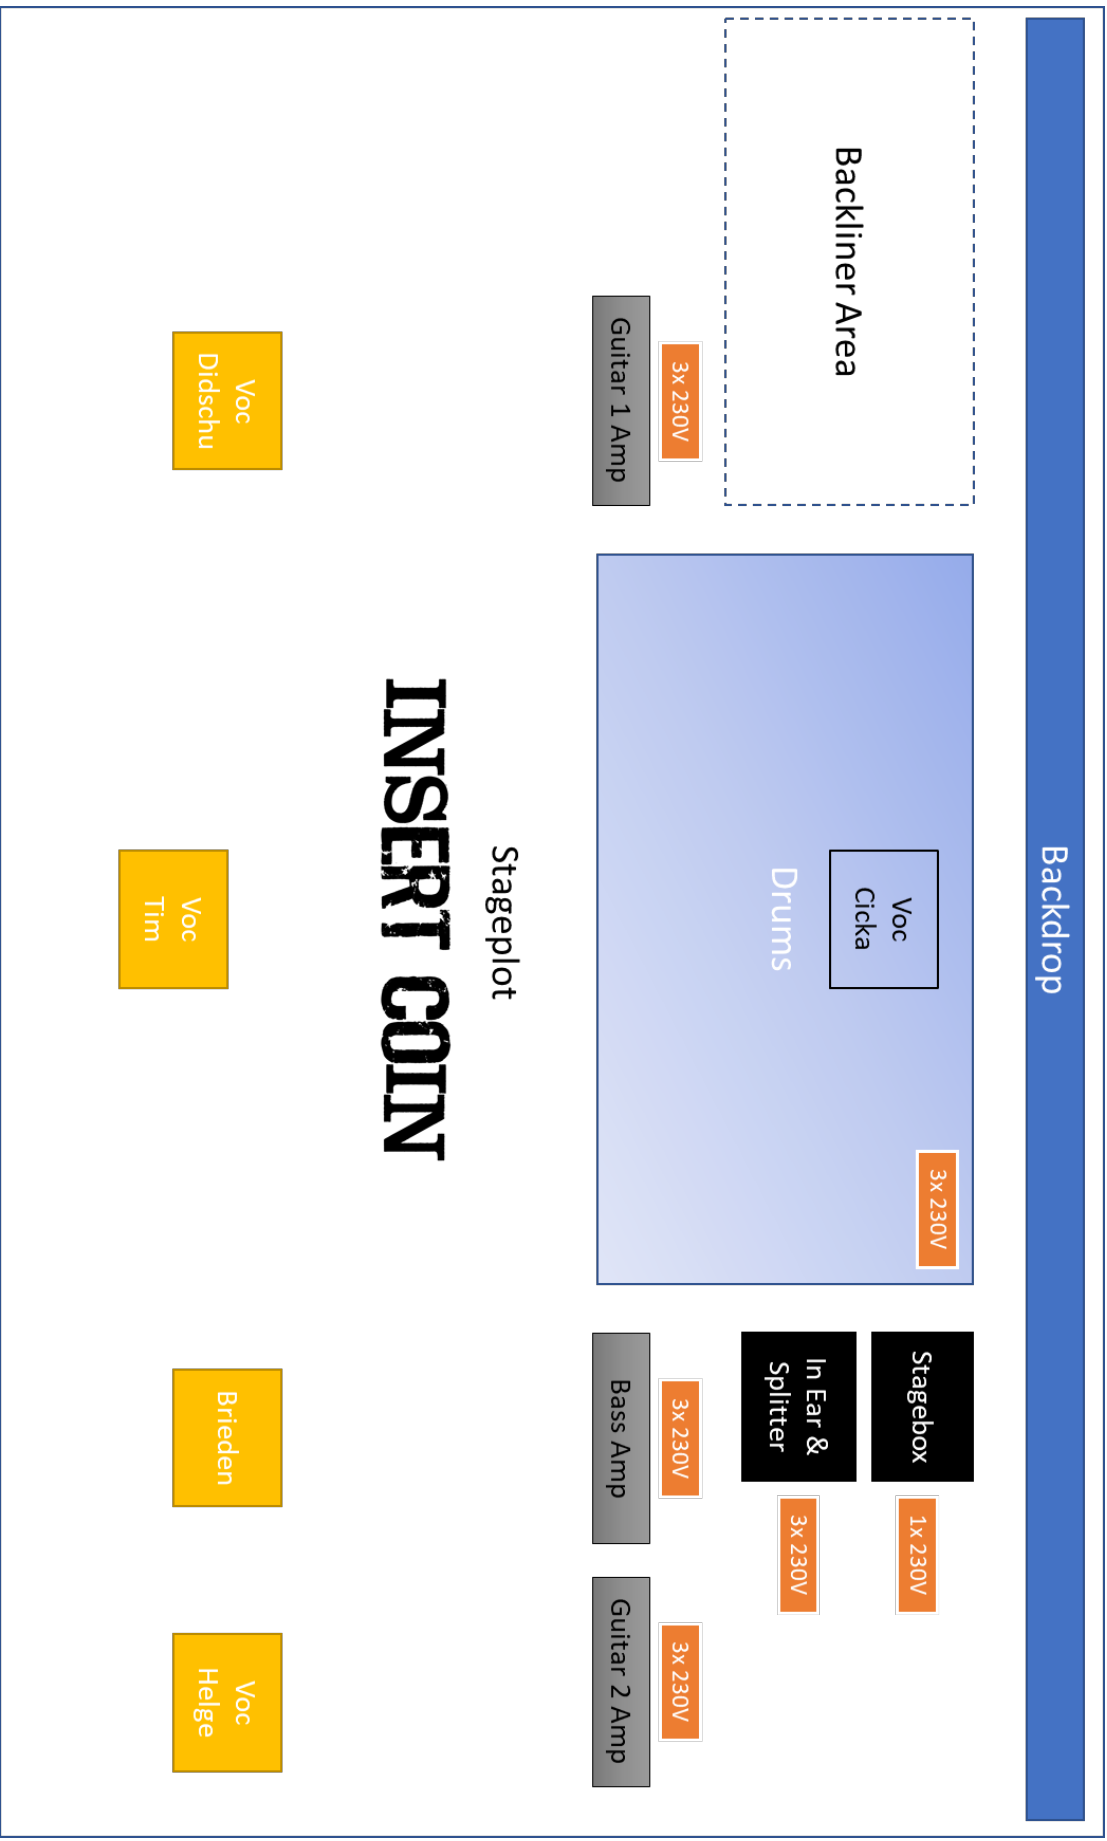 Backdrop
Backliner Area
Voc
Cicka
Drums
3x 230V
Stagebox
1x 230V
In Ear &
Splitter
3x 230V
3x 230V
Guitar 1 Amp
3x 230V
Bass Amp
3x 230V
Guitar 2 Amp
Stageplot
INSERT COIN
Voc
Didschu
Voc
Tim
Brieden
Voc
Helge